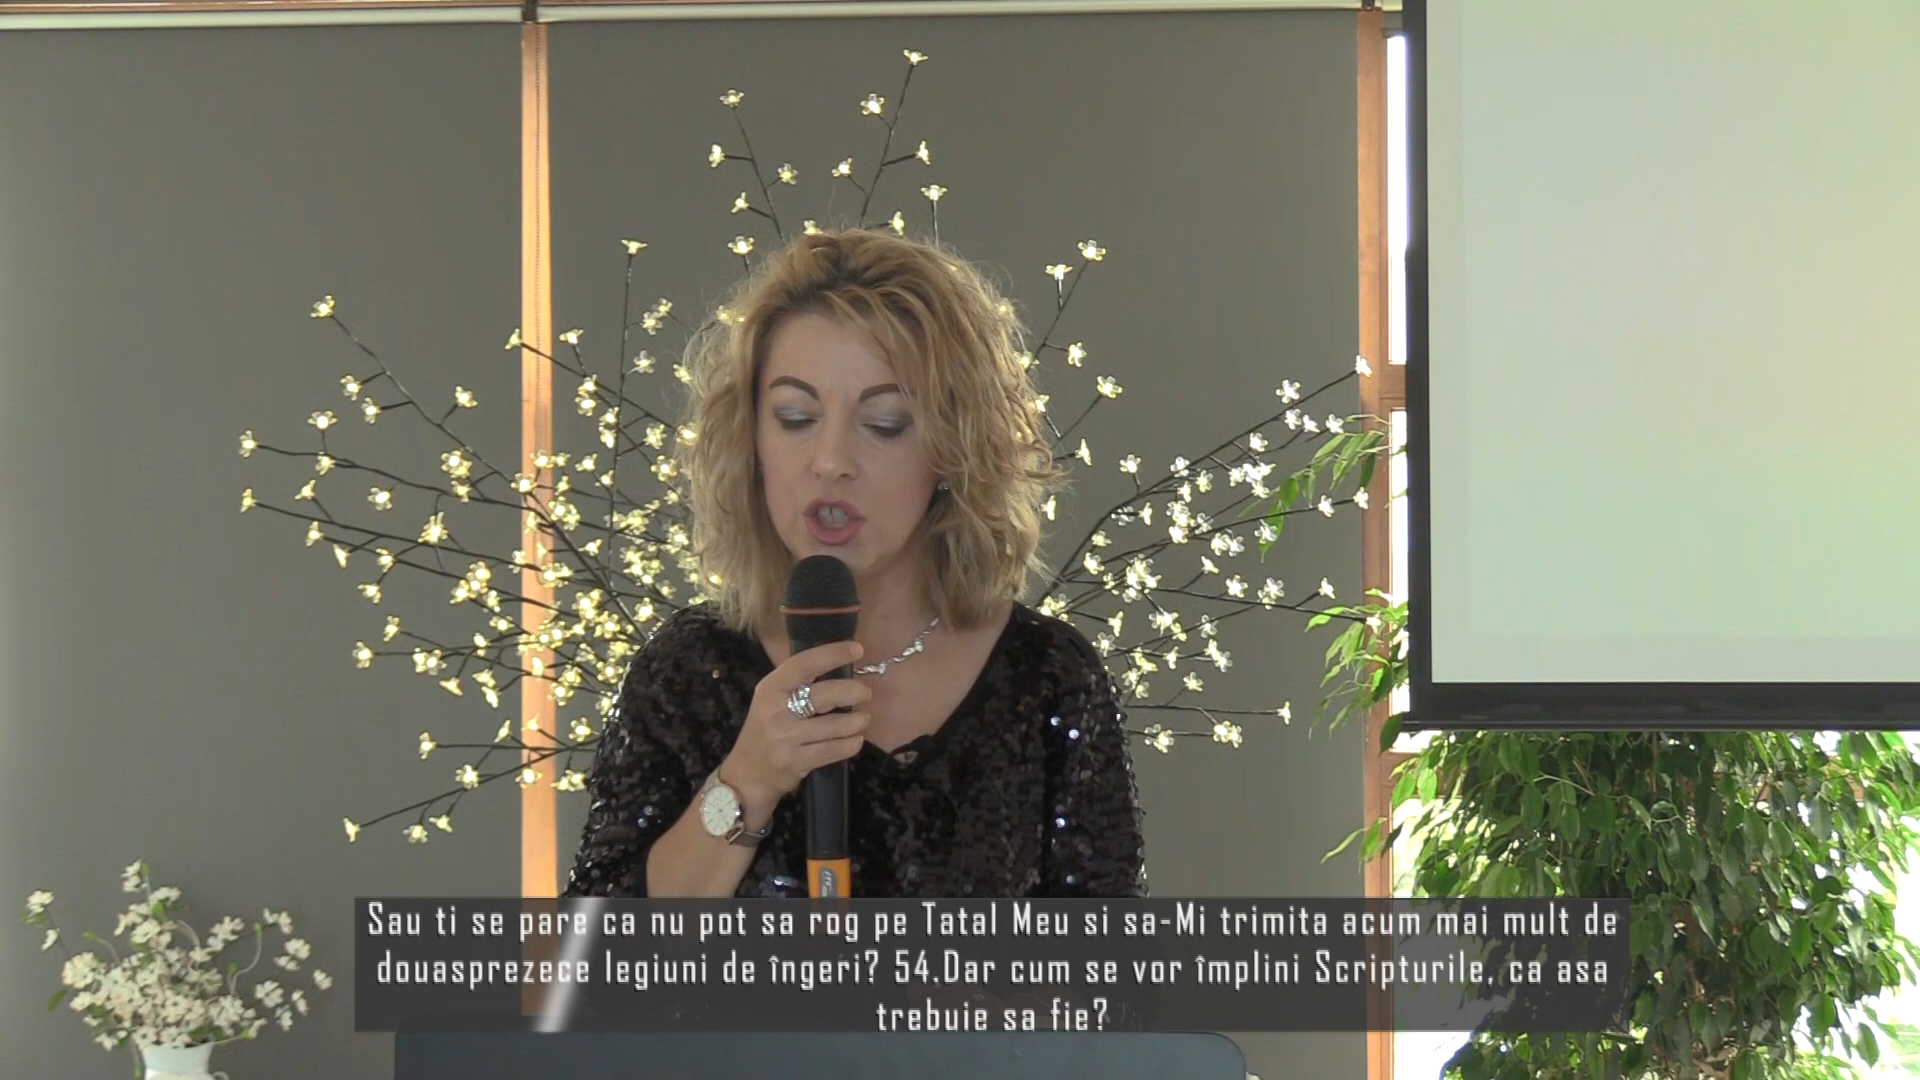 Sau ti se pare ca nu pot sa rog pe Tatal Meu si sa-Mi trimita acum mai mult de
douasprezece legiuni de îngeri? 54.Dar cum se vor împlini Scripturile, ca asa
trebuie sa fie?